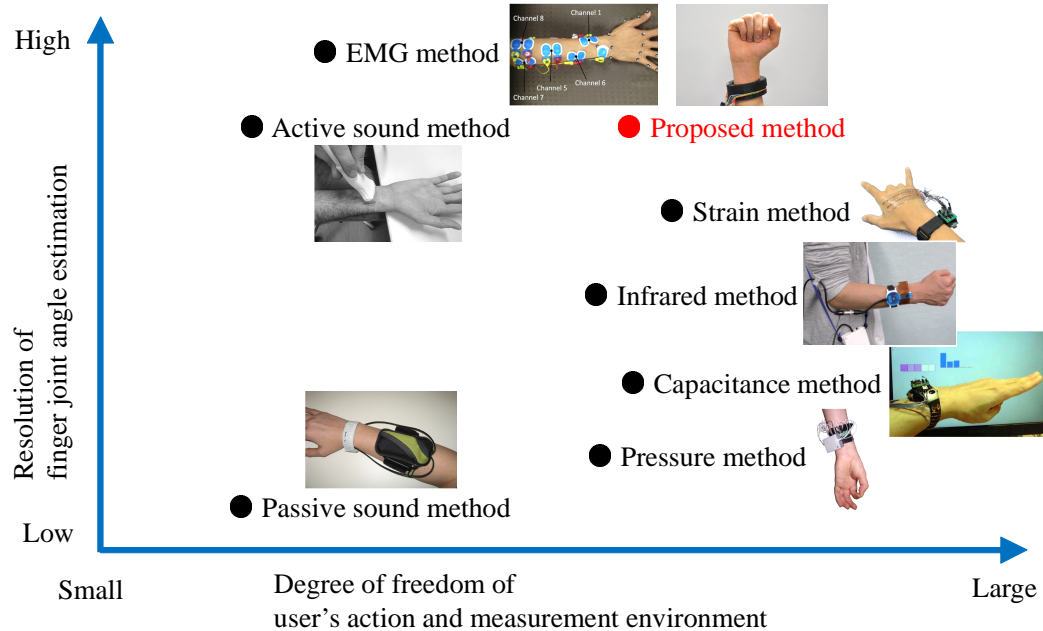 High
EMG method
Channel 8
Channel 1
Channel 5
Channel 6
Channel 7
Active sound method
Proposed method
Strain method
Infrared method
Capacitance method
Pressure method
Passive sound method
Resolution of
finger joint angle estimation
Low
Small
Degree of freedom of
user's action and measurement environment
Large